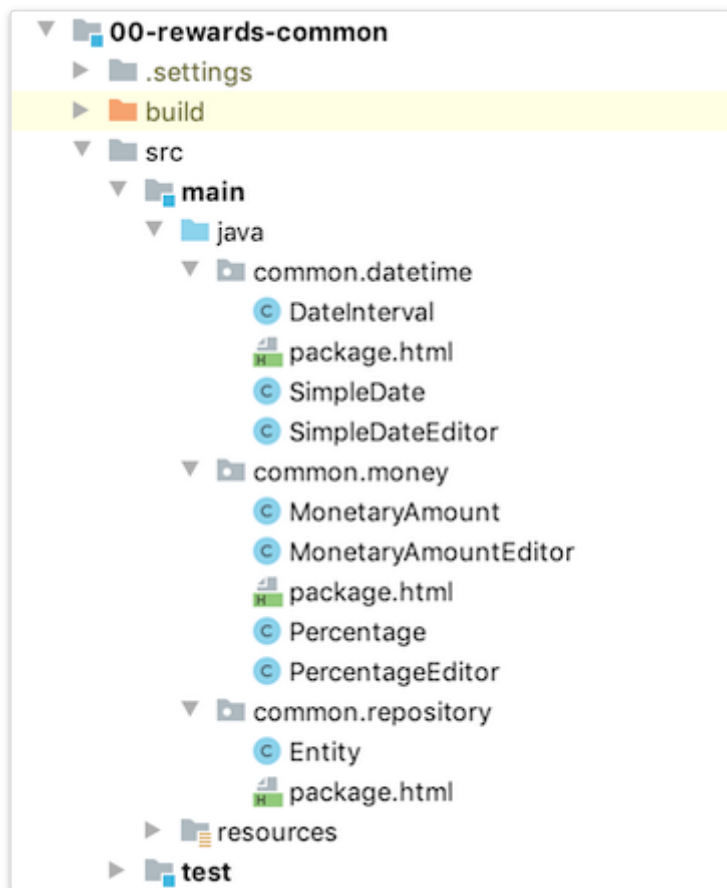 00-rewards-common
.settings
build
src
main
java
common.datetime
C DateInterval
H package.html
C SimpleDate
C SimpleDateEditor
common.money
C MonetaryAmount
C MonetaryAmountEditor
H package.html
C Percentage
C PercentageEditor
common.repository
C Entity
H package.html
resources
test